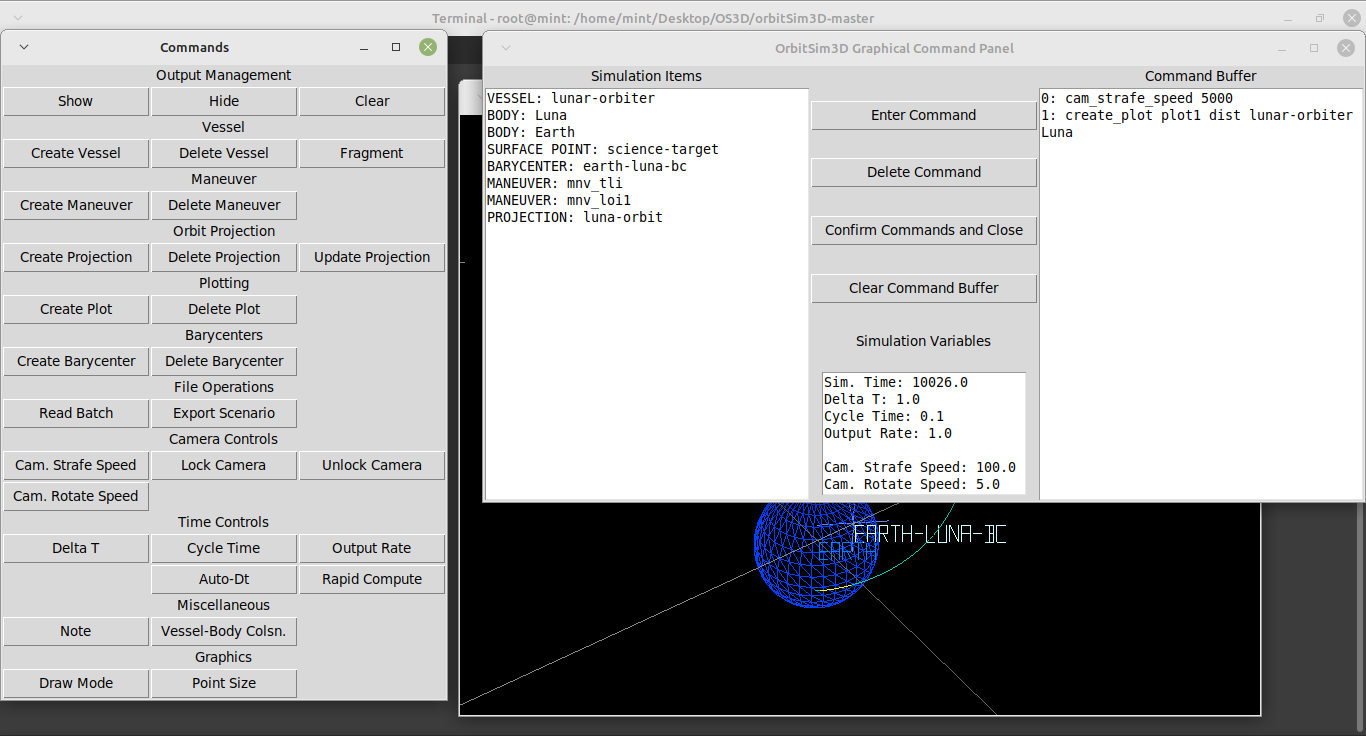 Terminal - root@mint: /home/mint/Desktop/OS3D/orbitSim3D-master
Commands
Output Management
Show Hide Clear
Vessel
Create Vessel Delete Vessel Fragment
Maneuver
Create Maneuver Delete Maneuver
Orbit Projection
Create Projection Delete Projection Update Projection
Plotting
Create Plot Delete Plot
Barycenters
Create Barycenter Delete Barycenter
File Operations
Read Batch Export Scenario
Camera Controls
Cam. Strafe Speed Lock Camera Unlock Camera
Cam. Rotate Speed
Time Controls
Delta T Cycle Time Output Rate
Auto-Dt Rapid Compute
Miscellaneous
Note Vessel-Body Colsn.
Graphics
Draw Mode Point Size
OrbitSim3D Graphical Command Panel
Simulation Items
VESSEL: lunar-orbiter
BODY: Luna
BODY: Earth
SURFACE POINT: science-target
BARYCENTER: earth-luna-bc
MANEUVER: mnv_tli
MANEUVER: mnv_loi1
PROJECTION: luna-orbit
Enter Command
Delete Command
Confirm Commands and Close
Clear Command Buffer
Simulation Variables
Sim. Time: 10026.0
Delta T: 1.0
Cycle Time: 0.1
Output Rate: 1.0
Cam. Strafe Speed: 100.0
Cam. Rotate Speed: 5.0
Command Buffer
0: cam_strafe_speed 5000
1: create_plot plot1 dist lunar-orbiter
Luna
EARTH-LUNA-BC